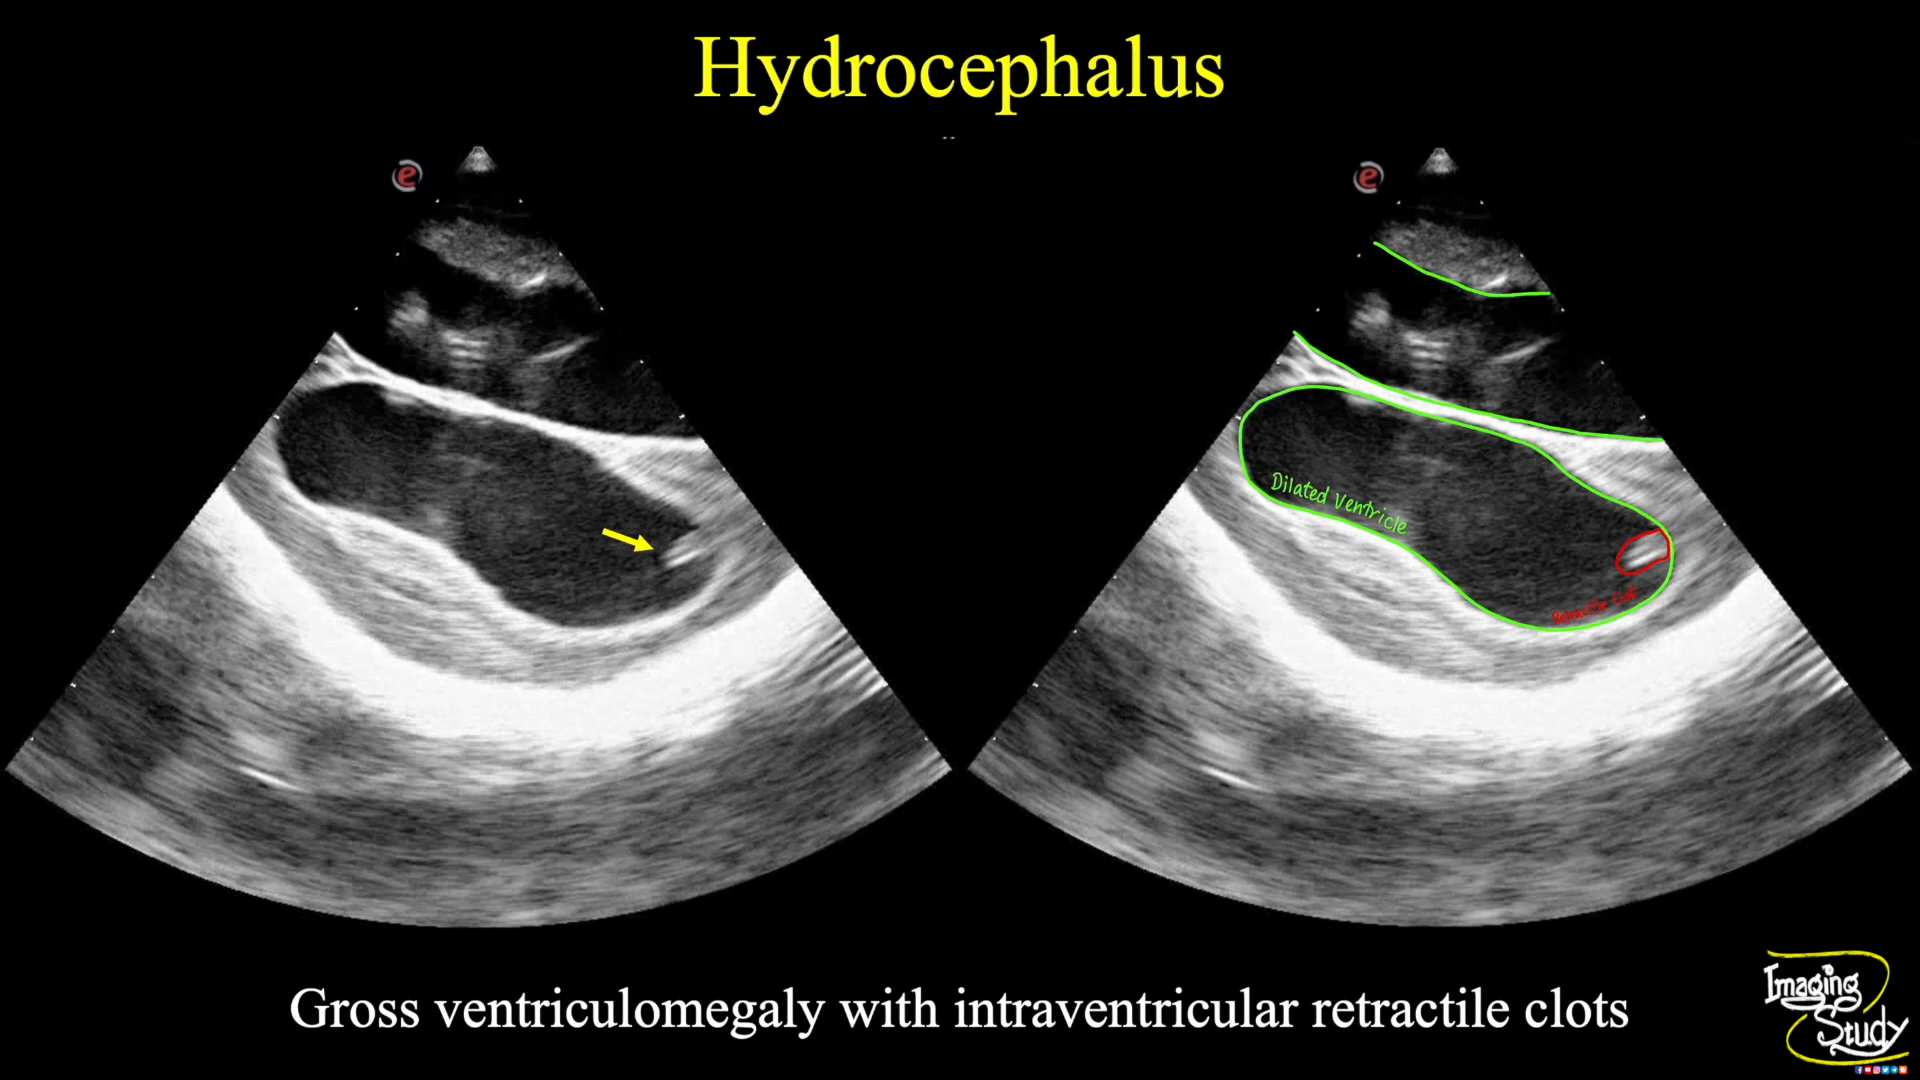 Hydrocephalus
e
e
Dilated Ventricle
Retractile Clot
Gross ventriculomegaly with intraventricular retractile clots
Imaging
Study